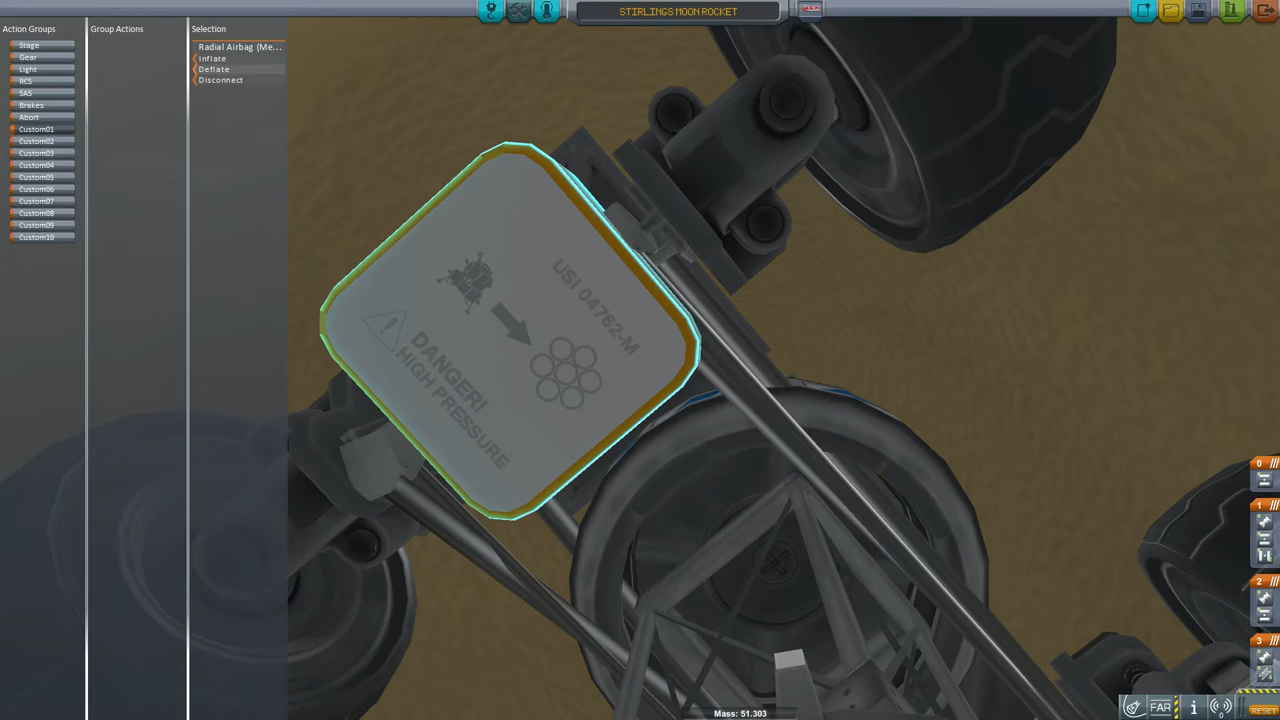 STIRLINGS MOON ROCKET
Action Groups
Group Actions
Selection
Stage
Gear
Light
RCS
SAS
Brakes
Abort
Custom01
Custom02
Custom03
Custom04
Custom05
Custom06
Custom07
Custom08
Custom09
Custom10
Radial Airbag (Me...
Inflate
Deflate
Disconnect
USI 04762-M
DANGER!
HIGH PRESSURE
0
1
2
3
Mass: 51.303
FAR
i
0
RESET